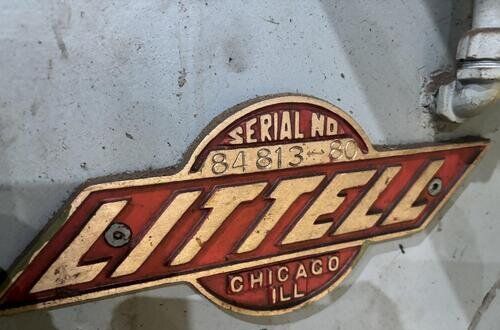 SERIAL NO.
84813-80
LITTELL
CHICAGO
ILL